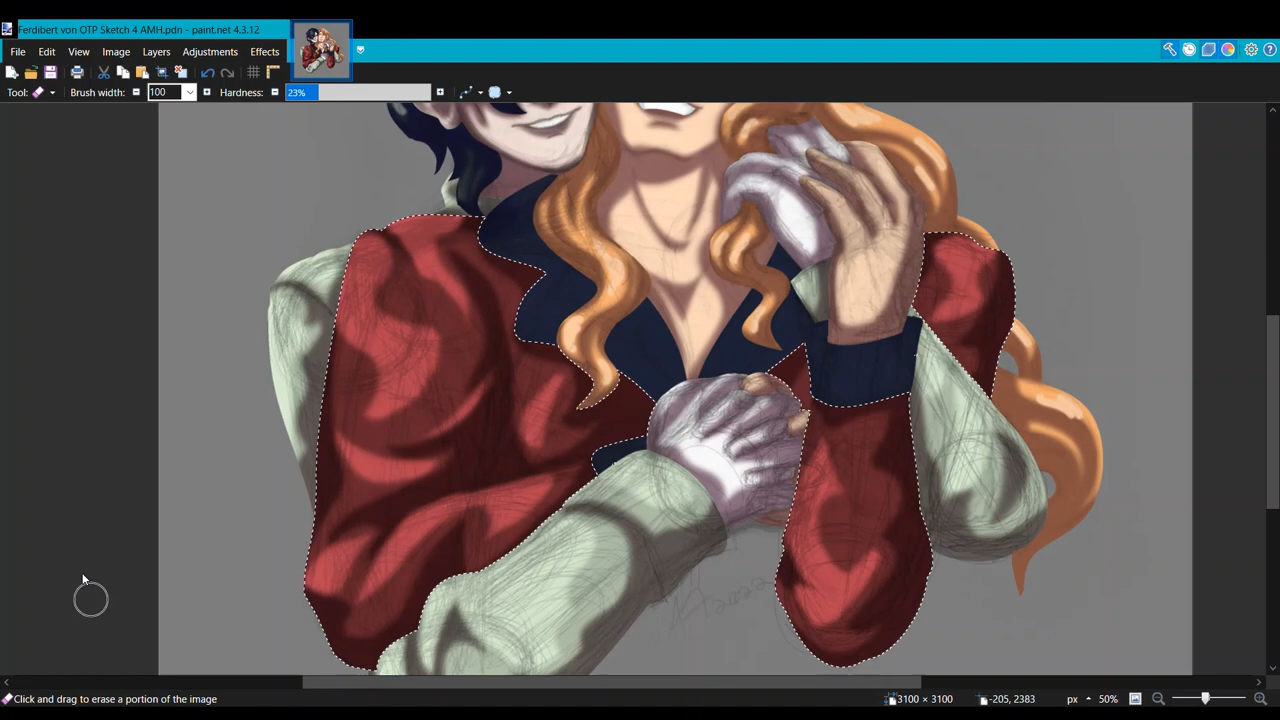 Ferdibert von OTP Sketch 4 AMH.pdn - paint.net 4.3.12
File Edit View Image Layers Adjustments Effects
Tool: Brush width: 100 Hardness: 23%
Click and drag to erase a portion of the image 3100 × 3100 -205, 2383 px 50%